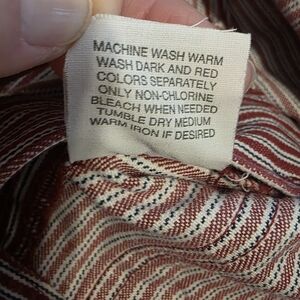 MACHINE WASH WARM
WASH DARK AND RED
COLORS SEPARATELY
ONLY NON-CHLORINE
BLEACH WHEN NEEDED
TUMBLE DRY MEDIUM
WARM IRON IF DESIRED